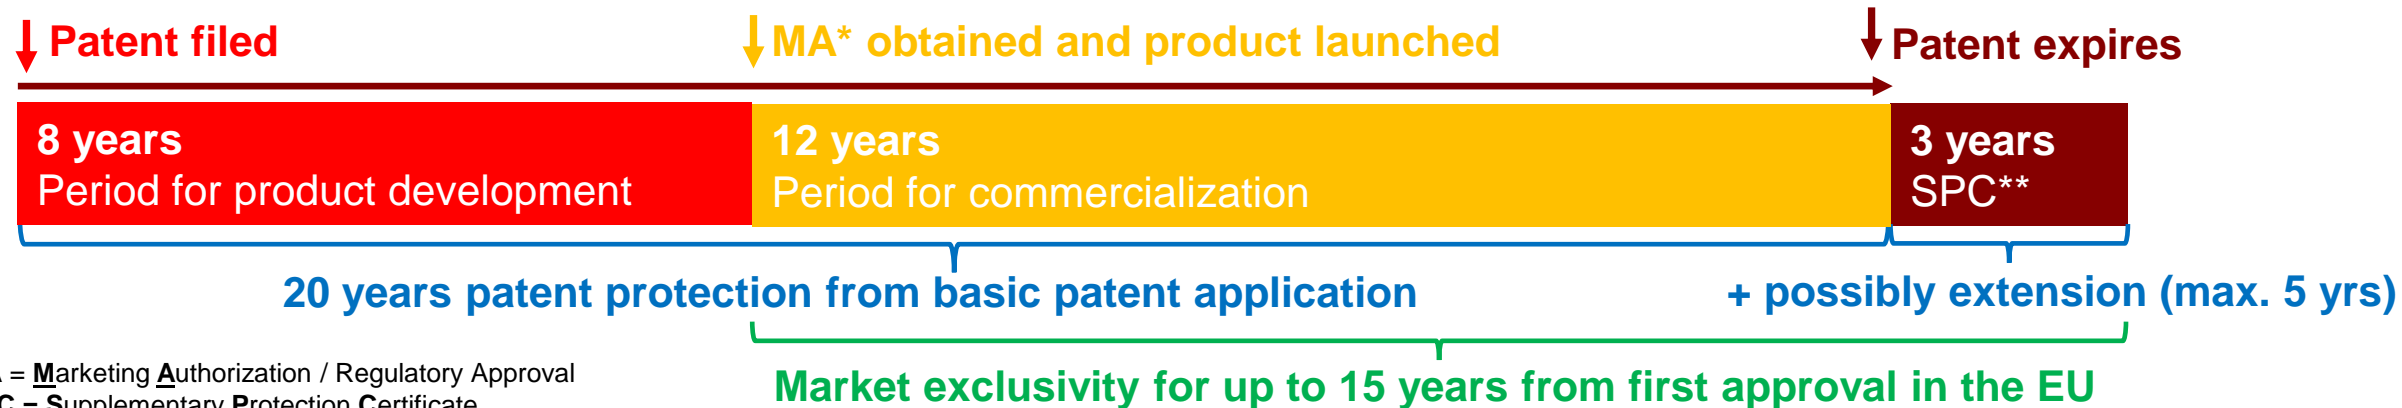 Patent filed
MA* obtained and product launched
Patent expires
8 years
Period for product development
12 years
Period for commercialization
3 years
SPC**
20 years patent protection from basic patent application
+ possibly extension (max. 5 yrs)
= Marketing Authorization / Regulatory Approval
C = Supplementary Protection Certificate
Market exclusivity for up to 15 years from first approval in the EU